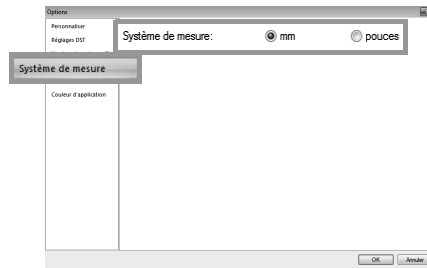 Options
Personnaliser
Réglages DST
Système de mesure: mm pouces
Système de mesure
Couleur d'application
OK Annuler